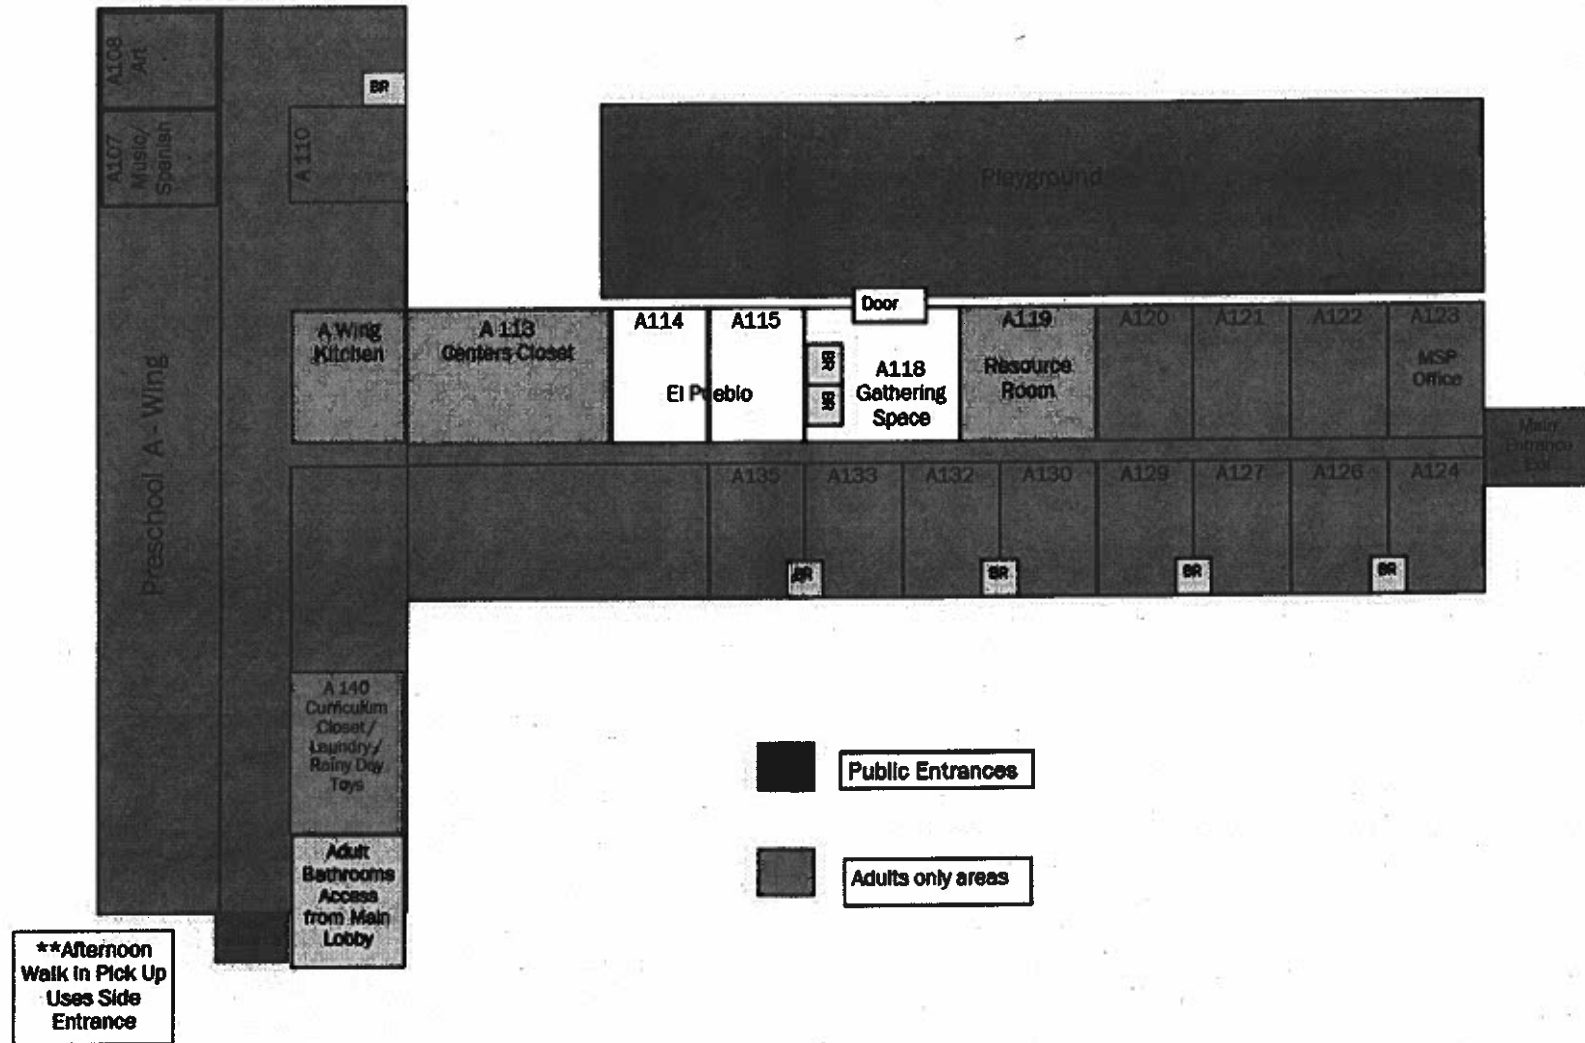 A108
Art
BR
A107
Music/
Spanish
A 110
Playground
Door
A Wing
Kitchen
A 113
Centers Closet
A114
A115
El Pueblo
BR
BR
A118
Gathering
Space
A119
Resource
Room
A120
A121
A122
A123
MSP
Office
Main
Entrance
Exit
Preschool A - Wing
A135
A133
A132
A130
A129
A127
A126
A124
BR
BR
BR
BR
A 140
Curriculum
Closet/
Laundry/
Rainy Day
Toys
Public Entrances
Adult
Bathrooms
Access
from Main
Lobby
Adults only areas
**Afternoon
Walk In Pick Up
Uses Side
Entrance